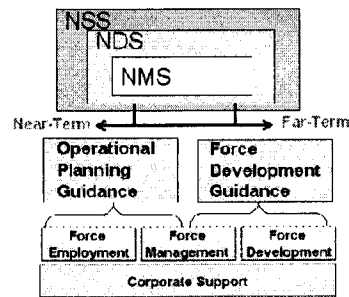 NSS
NDS
NMS
Near-Term Far-Term
Operational Planning Guidance
Force Development Guidance
Force Employment
Force Management
Force Development
Corporate Support